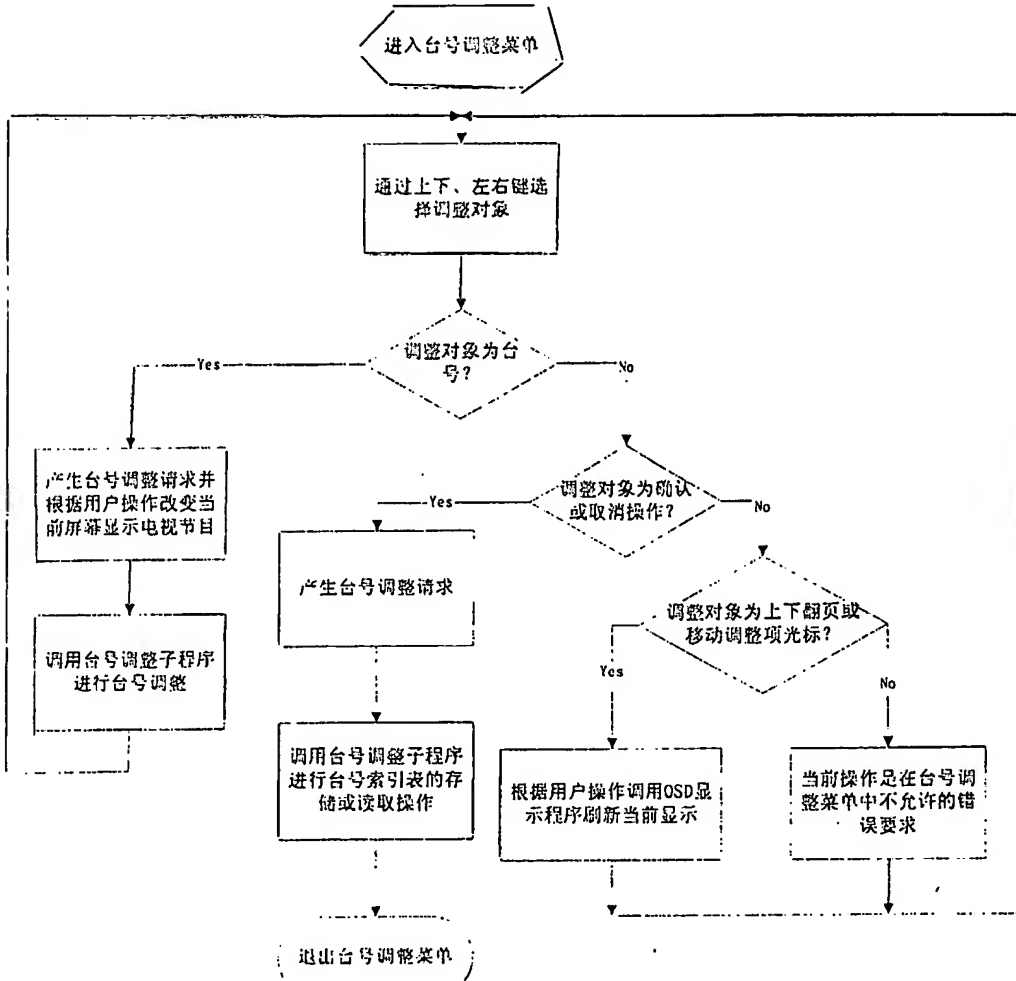 进入台号调整菜单
通过上下、左右键选
择调整对象
调整对象为台
号?
Yes
No
产生台号调整请求并
根据用户操作改变当
前屏幕显示电视节目
调整对象为确认
或取消操作?
Yes
No
产生台号调整请求
调整对象为上下翻页或
移动调整项光标?
调用台号调整子程序
进行台号调整
Yes
No
调用台号调整子程序
进行台号索引表的存
储或读取操作
根据用户操作调用OSD显
示程序刷新当前显示
当前操作是在台号调
整菜单中不允许的错
误要求
退出台号调整菜单